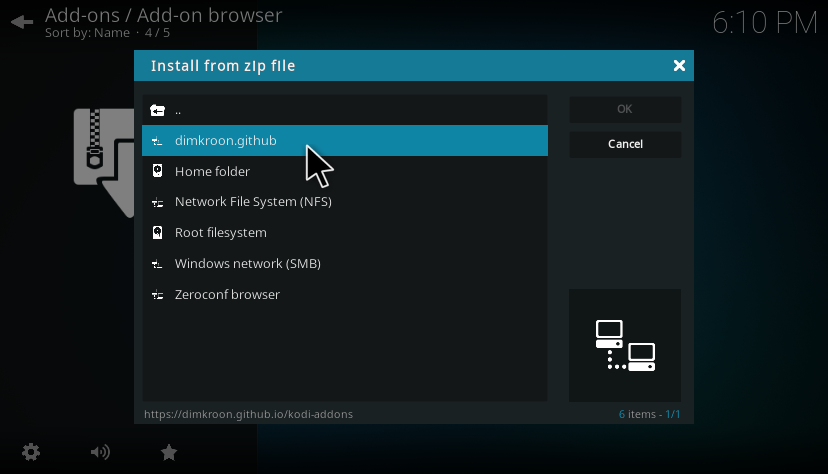 Add-ons / Add-on browser
Sort by: Name · 4 / 5
6:10 PM
Install from zip file
..
dimkroon.github
Home folder
Network File System (NFS)
Root filesystem
Windows network (SMB)
Zeroconf browser
OK
Cancel
https://dimkroon.github.io/kodi-addons
6 items - 1/1